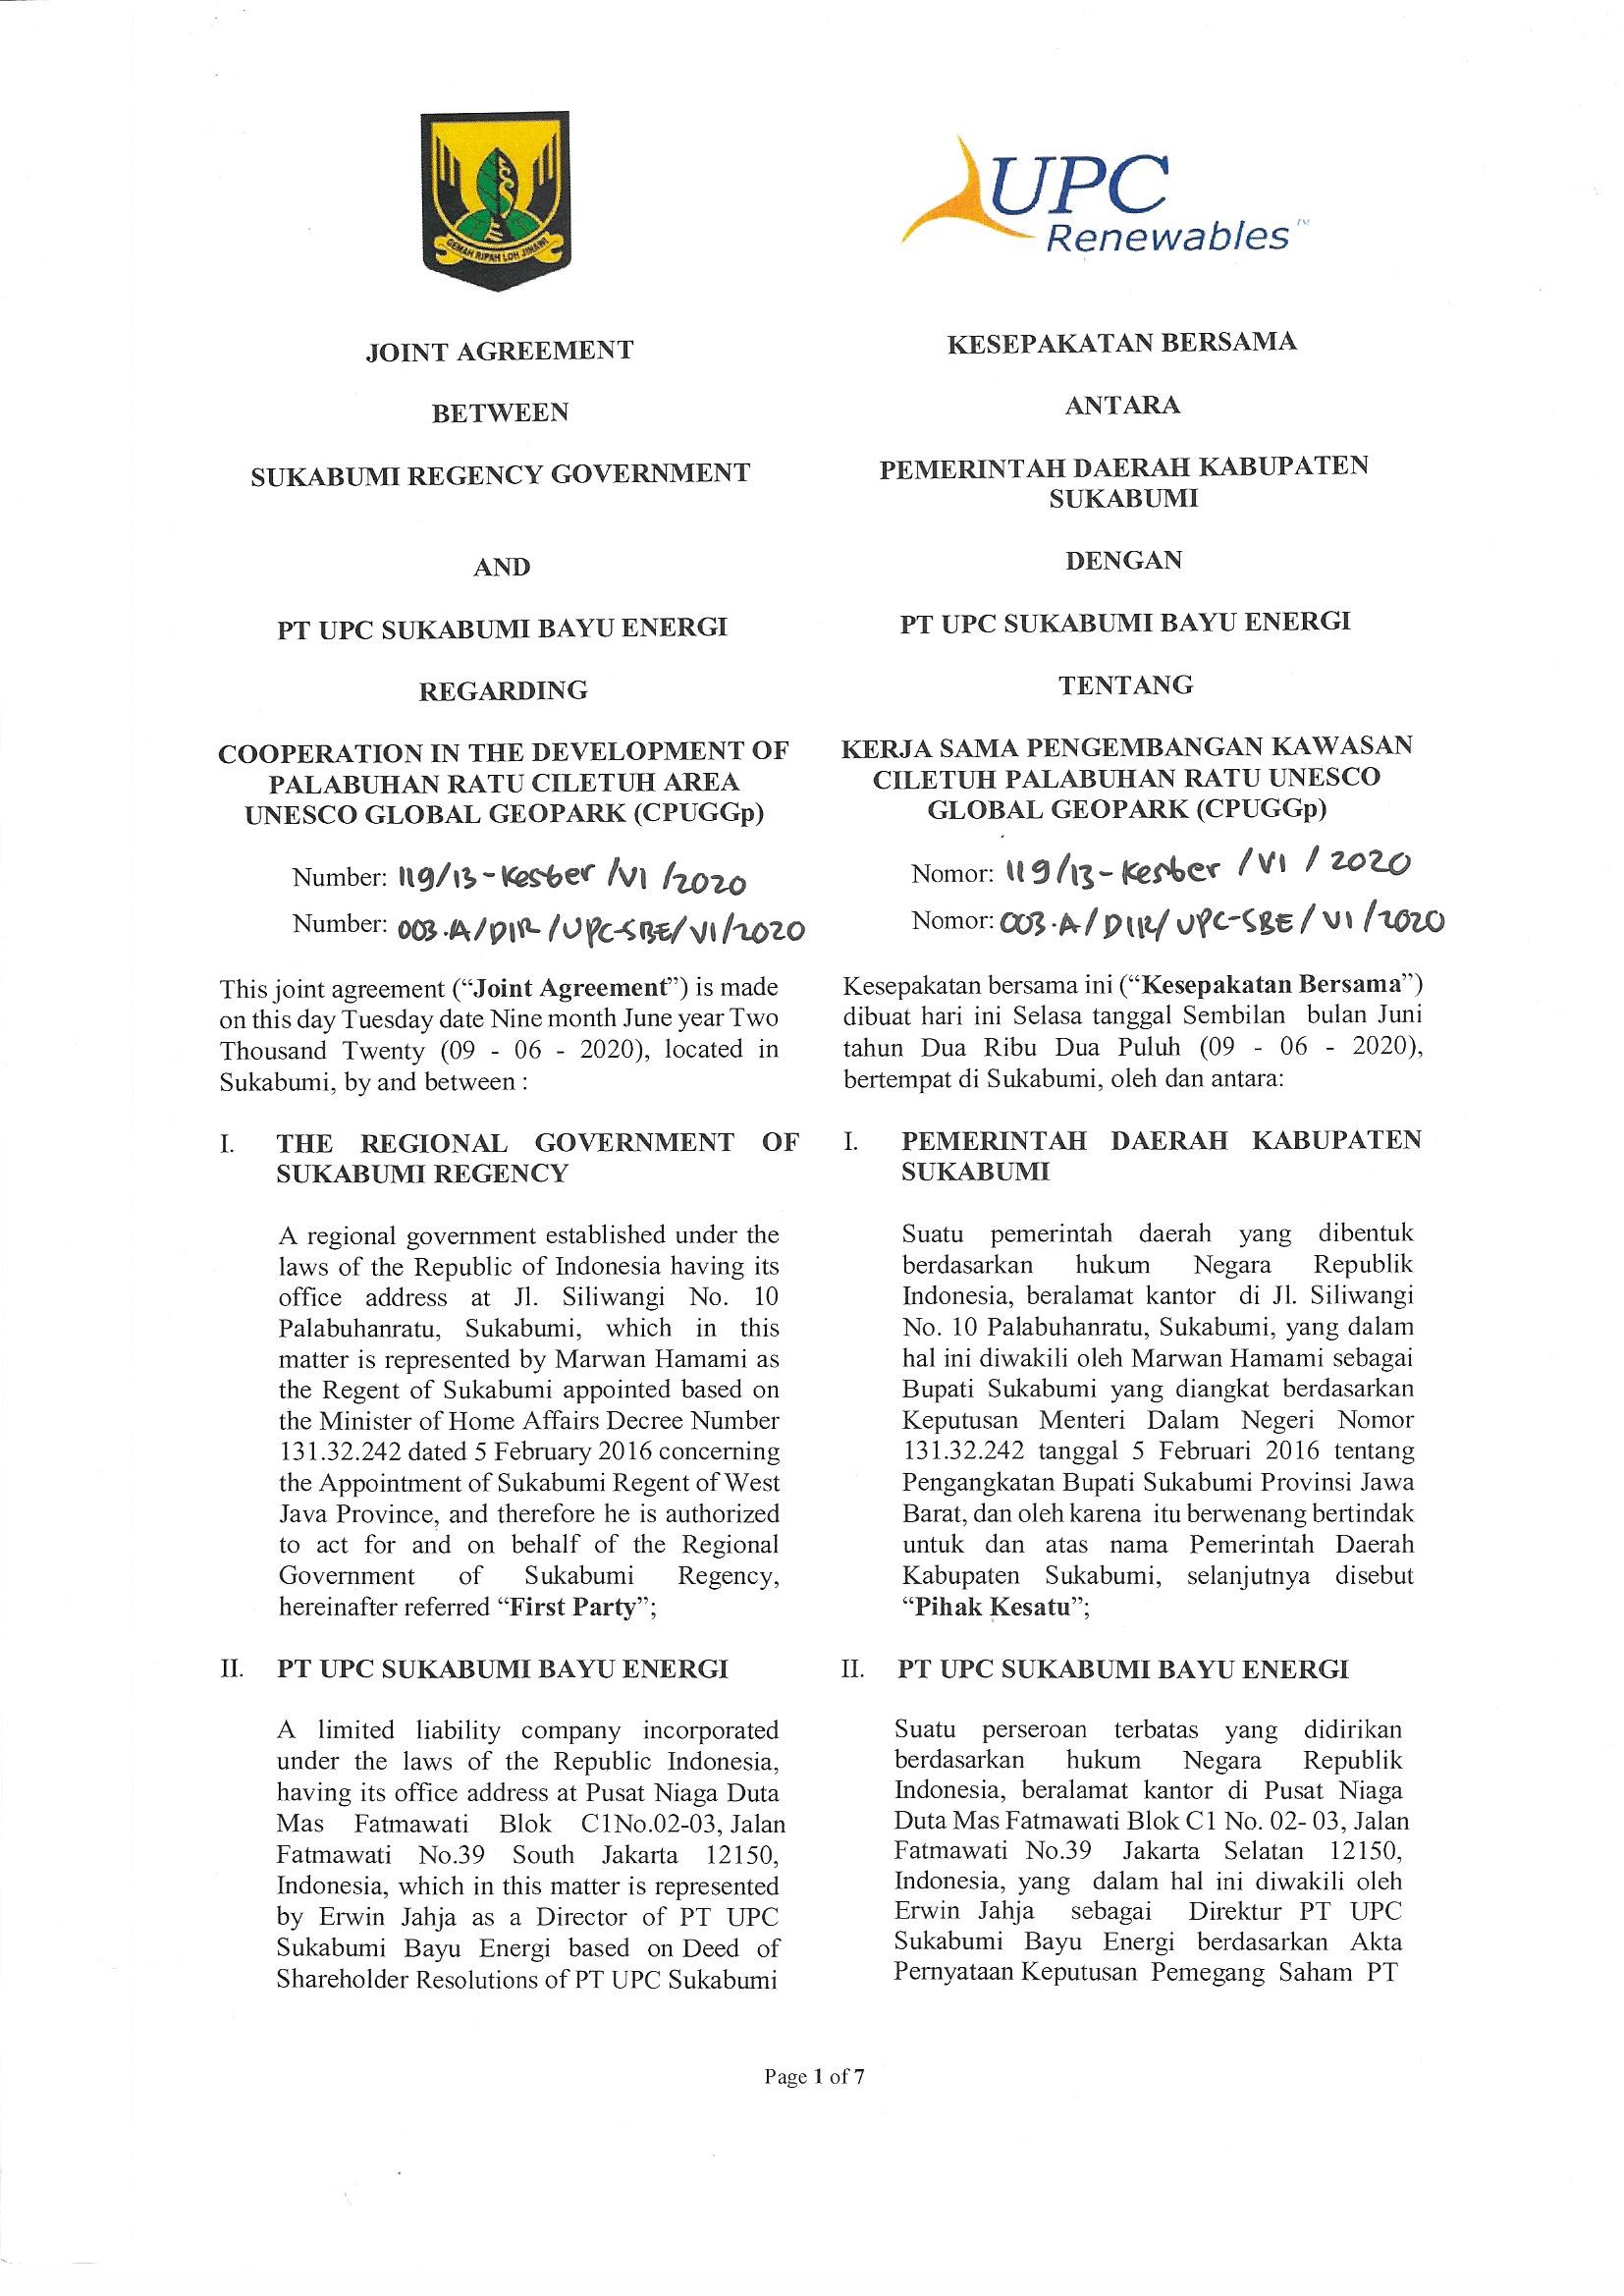 GEMAH RIPAH LOH JINAWI
UPC
Renewables™
JOINT AGREEMENT
BETWEEN
SUKABUMI REGENCY GOVERNMENT
AND
PT UPC SUKABUMI BAYU ENERGI
REGARDING
COOPERATION IN THE DEVELOPMENT OF
PALABUHAN RATU CILETUH AREA
UNESCO GLOBAL GEOPARK (CPUGGp)
Number: 119/13-Kesber/VI/2020
Number: 003.A/DIR/UPC-SBE/VI/2020
This joint agreement (“Joint Agreement”) is made
on this day Tuesday date Nine month June year Two
Thousand Twenty (09 - 06 - 2020), located in
Sukabumi, by and between :
I. THE REGIONAL GOVERNMENT OF
SUKABUMI REGENCY
A regional government established under the
laws of the Republic of Indonesia having its
office address at Jl. Siliwangi No. 10
Palabuhanratu, Sukabumi, which in this
matter is represented by Marwan Hamami as
the Regent of Sukabumi appointed based on
the Minister of Home Affairs Decree Number
131.32.242 dated 5 February 2016 concerning
the Appointment of Sukabumi Regent of West
Java Province, and therefore he is authorized
to act for and on behalf of the Regional
Government of Sukabumi Regency,
hereinafter referred “First Party”;
II. PT UPC SUKABUMI BAYU ENERGI
A limited liability company incorporated
under the laws of the Republic Indonesia,
having its office address at Pusat Niaga Duta
Mas Fatmawati Blok C1No.02-03, Jalan
Fatmawati No.39 South Jakarta 12150,
Indonesia, which in this matter is represented
by Erwin Jahja as a Director of PT UPC
Sukabumi Bayu Energi based on Deed of
Shareholder Resolutions of PT UPC Sukabumi
KESEPAKATAN BERSAMA
ANTARA
PEMERINTAH DAERAH KABUPATEN
SUKABUMI
DENGAN
PT UPC SUKABUMI BAYU ENERGI
TENTANG
KERJA SAMA PENGEMBANGAN KAWASAN
CILETUH PALABUHAN RATU UNESCO
GLOBAL GEOPARK (CPUGGp)
Nomor: 119/13-Kesber/VI/2020
Nomor: 003.A/DIR/UPC-SBE/VI/2020
Kesepakatan bersama ini (“Kesepakatan Bersama”)
dibuat hari ini Selasa tanggal Sembilan bulan Juni
tahun Dua Ribu Dua Puluh (09 - 06 - 2020),
bertempat di Sukabumi, oleh dan antara:
I. PEMERINTAH DAERAH KABUPATEN
SUKABUMI
Suatu pemerintah daerah yang dibentuk
berdasarkan hukum Negara Republik
Indonesia, beralamat kantor di Jl. Siliwangi
No. 10 Palabuhanratu, Sukabumi, yang dalam
hal ini diwakili oleh Marwan Hamami sebagai
Bupati Sukabumi yang diangkat berdasarkan
Keputusan Menteri Dalam Negeri Nomor
131.32.242 tanggal 5 Februari 2016 tentang
Pengangkatan Bupati Sukabumi Provinsi Jawa
Barat, dan oleh karena itu berwenang bertindak
untuk dan atas nama Pemerintah Daerah
Kabupaten Sukabumi, selanjutnya disebut
“Pihak Kesatu”;
II. PT UPC SUKABUMI BAYU ENERGI
Suatu perseroan terbatas yang didirikan
berdasarkan hukum Negara Republik
Indonesia, beralamat kantor di Pusat Niaga
Duta Mas Fatmawati Blok C1 No. 02- 03, Jalan
Fatmawati No.39 Jakarta Selatan 12150,
Indonesia, yang dalam hal ini diwakili oleh
Erwin Jahja sebagai Direktur PT UPC
Sukabumi Bayu Energi berdasarkan Akta
Pernyataan Keputusan Pemegang Saham PT
Page 1 of 7